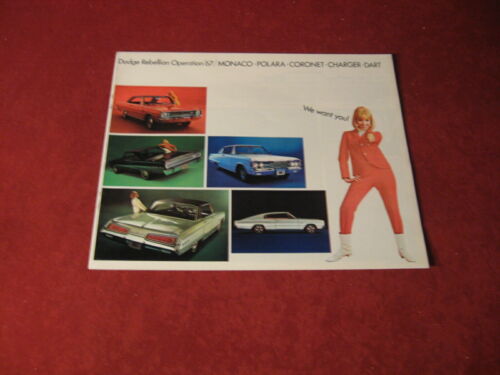 Dodge Rebellion Operation '67/MONACO·POLARA·CORONET·CHARGER·DART
We want you!